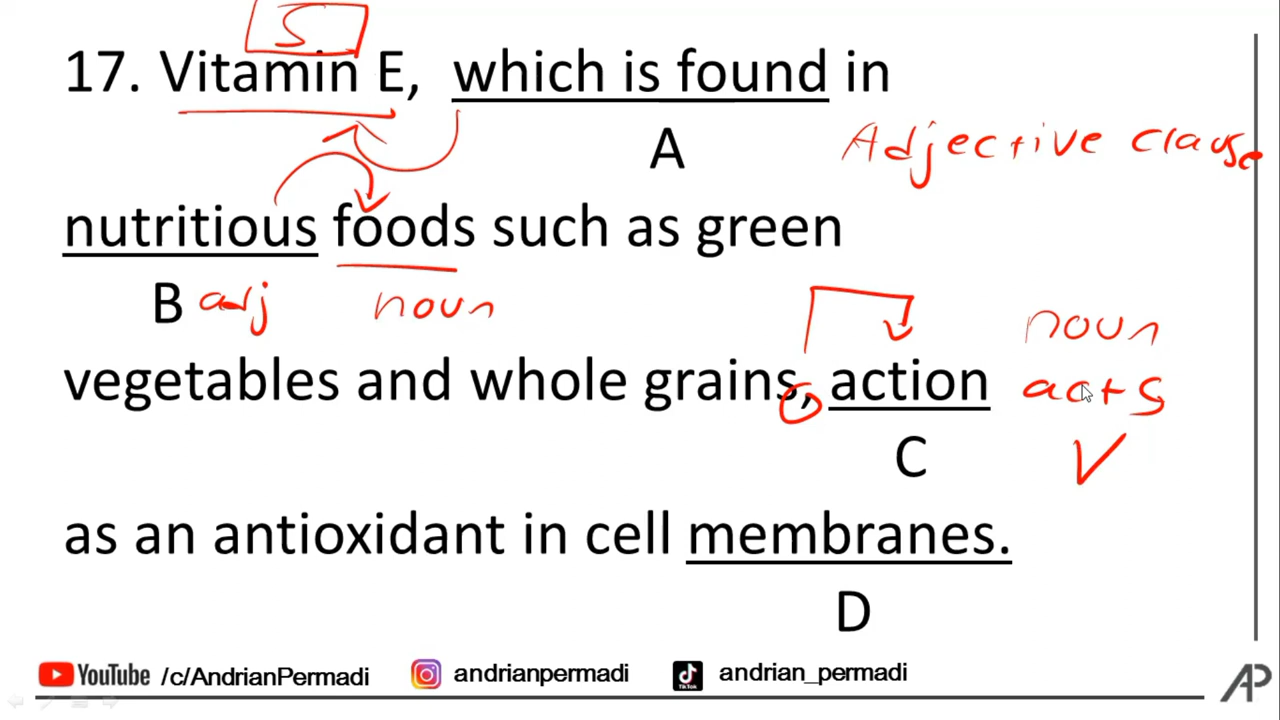 S
17. Vitamin E, which is found in
A
Adjective clause
nutritious foods such as green
B adj noun
noun
vegetables and whole grains, action acts
C V
as an antioxidant in cell membranes.
D
YouTube /c/AndrianPermadi andrianpermadi TikTok andrian_permadi AP